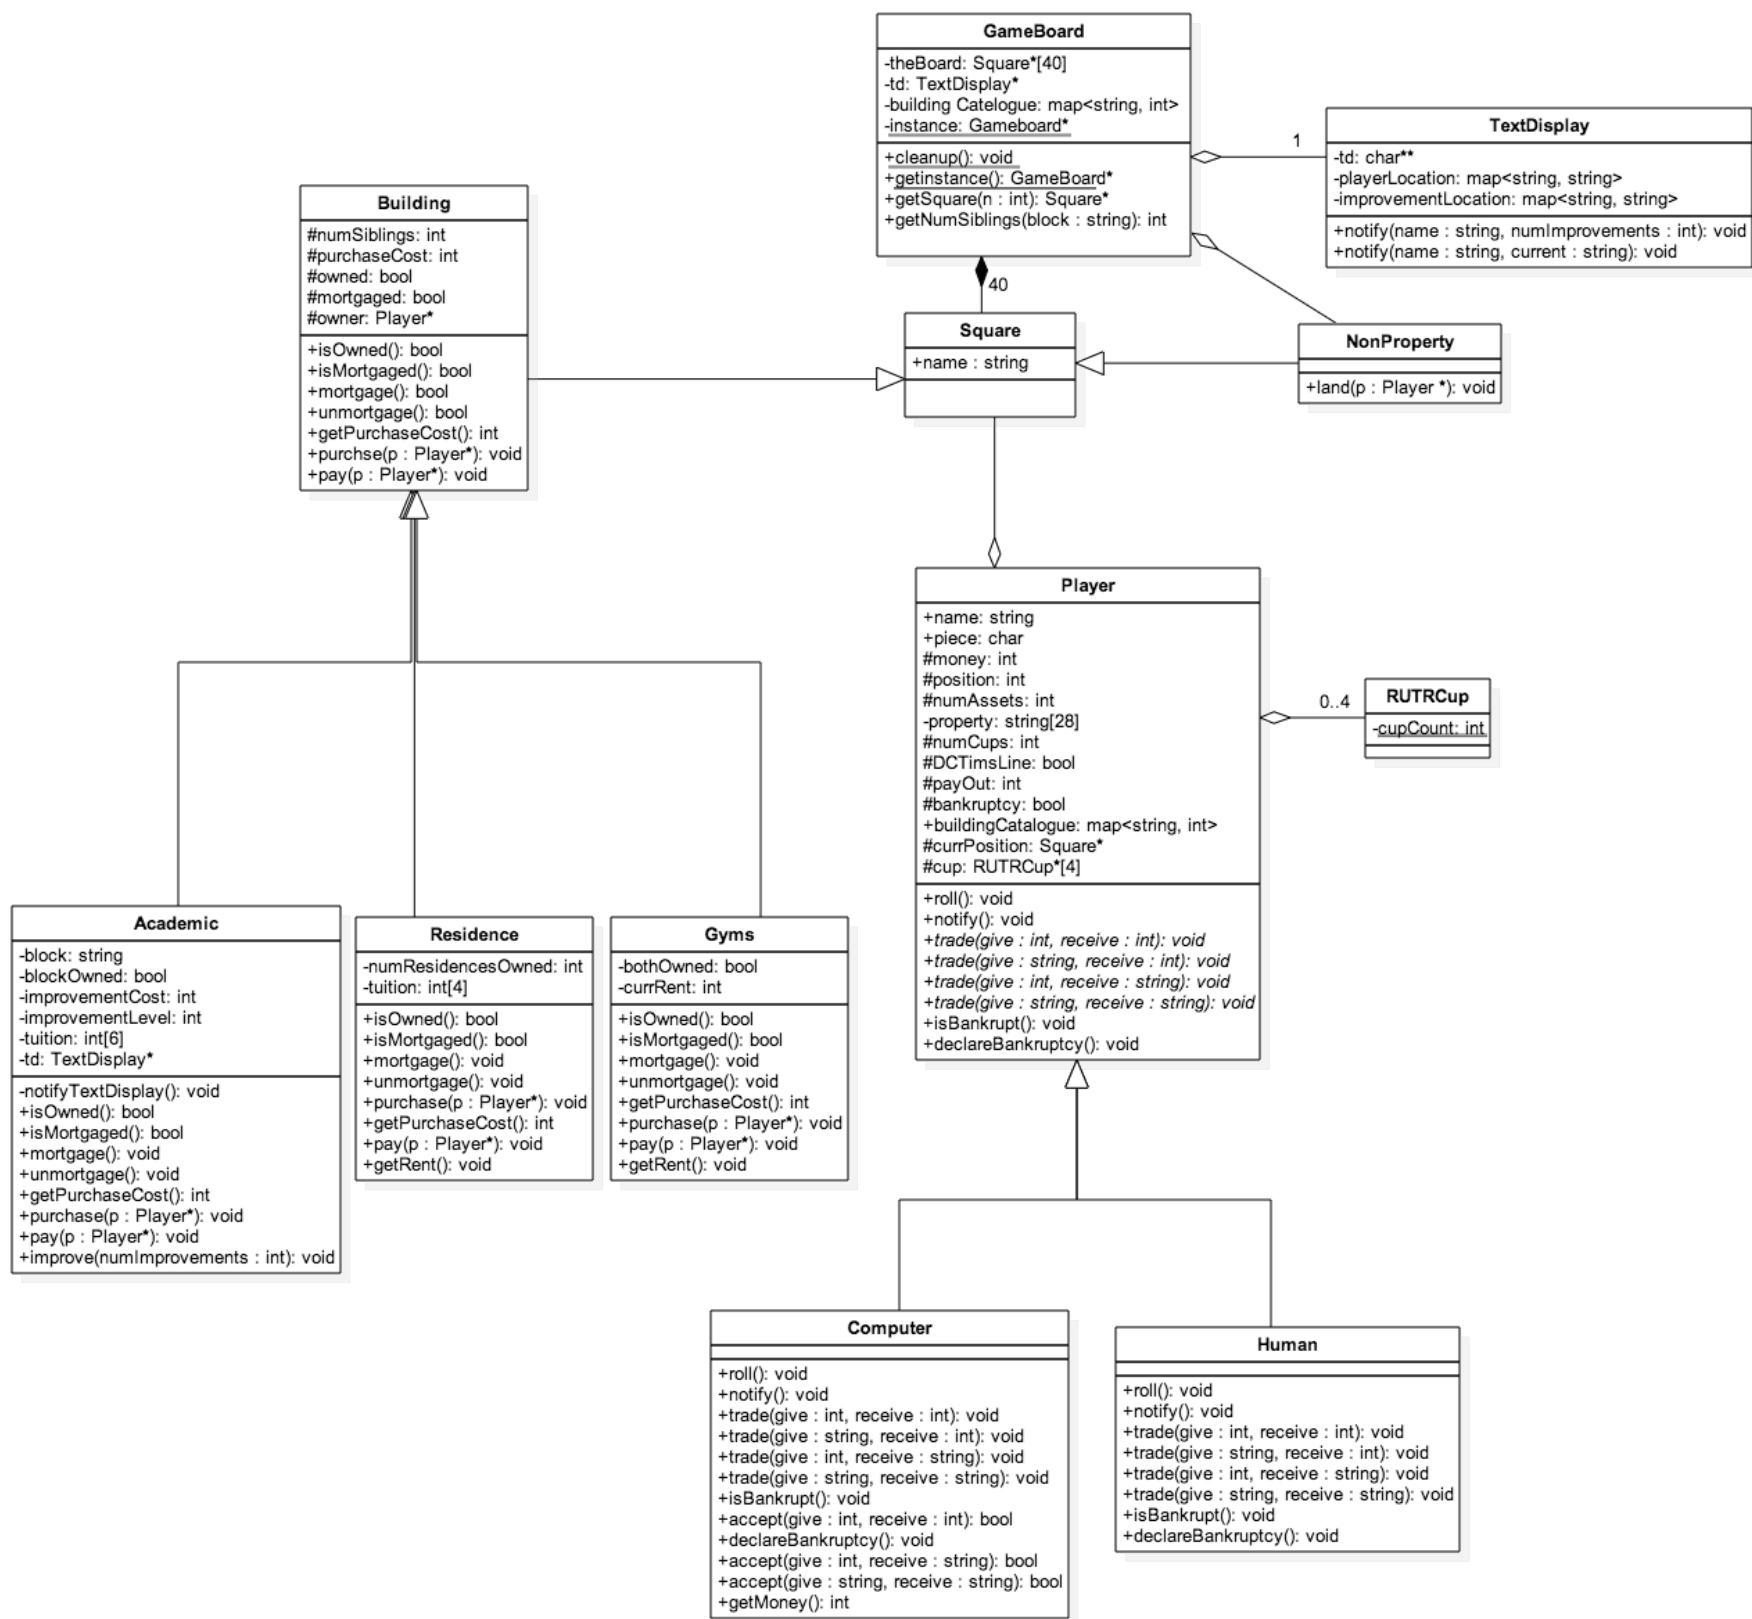 GameBoard
-theBoard: Square*[40]
-td: TextDisplay*
-building Catelogue: map<string, int>
-instance: Gameboard*
+cleanup(): void
+getinstance(): GameBoard*
+getSquare(n : int): Square*
+getNumSiblings(block : string): int
1
TextDisplay
-td: char**
-playerLocation: map<string, string>
-improvementLocation: map<string, string>
+notify(name : string, numImprovements : int): void
+notify(name : string, current : string): void
Building
#numSiblings: int
#purchaseCost: int
#owned: bool
#mortgaged: bool
#owner: Player*
+isOwned(): bool
+isMortgaged(): bool
+mortgage(): bool
+unmortgage(): bool
+getPurchaseCost(): int
+purchse(p : Player*): void
+pay(p : Player*): void
40
Square
+name : string
NonProperty
+land(p : Player *): void
Player
+name: string
+piece: char
#money: int
#position: int
#numAssets: int
-property: string[28]
#numCups: int
#DCTimsLine: bool
#payOut: int
#bankruptcy: bool
+buildingCatalogue: map<string, int>
#currPosition: Square*
#cup: RUTRCup*[4]
+roll(): void
+notify(): void
+trade(give : int, receive : int): void
+trade(give : string, receive : int): void
+trade(give : int, receive : string): void
+trade(give : string, receive : string): void
+isBankrupt(): void
+declareBankruptcy(): void
0..4
RUTRCup
-cupCount: int
Academic
-block: string
-blockOwned: bool
-improvementCost: int
-improvementLevel: int
-tuition: int[6]
-td: TextDisplay*
-notifyTextDisplay(): void
+isOwned(): bool
+isMortgaged(): bool
+mortgage(): void
+unmortgage(): void
+getPurchaseCost(): int
+purchase(p : Player*): void
+pay(p : Player*): void
+improve(numImprovements : int): void
Residence
-numResidencesOwned: int
-tuition: int[4]
+isOwned(): bool
+isMortgaged(): bool
+mortgage(): void
+unmortgage(): void
+purchase(p : Player*): void
+getPurchaseCost(): int
+pay(p : Player*): void
+getRent(): void
Gyms
-bothOwned: bool
-currRent: int
+isOwned(): bool
+isMortgaged(): bool
+mortgage(): void
+unmortgage(): void
+getPurchaseCost(): int
+purchase(p : Player*): void
+pay(p : Player*): void
+getRent(): void
Computer
+roll(): void
+notify(): void
+trade(give : int, receive : int): void
+trade(give : string, receive : int): void
+trade(give : int, receive : string): void
+trade(give : string, receive : string): void
+isBankrupt(): void
+accept(give : int, receive : int): bool
+declareBankruptcy(): void
+accept(give : int, receive : string): bool
+accept(give : string, receive : string): bool
+getMoney(): int
Human
+roll(): void
+notify(): void
+trade(give : int, receive : int): void
+trade(give : string, receive : int): void
+trade(give : int, receive : string): void
+trade(give : string, receive : string): void
+isBankrupt(): void
+declareBankruptcy(): void